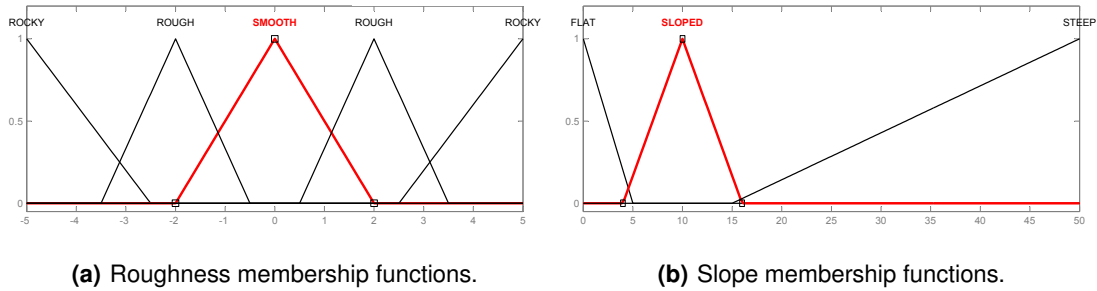 ROCKY ROUGH SMOOTH ROUGH ROCKY
1
0.5
0
-5 -4 -3 -2 -1 0 1 2 3 4 5
FLAT SLOPED STEEP
1
0.5
0
0 5 10 15 20 25 30 35 40 45 50
(a) Roughness membership functions.
(b) Slope membership functions.